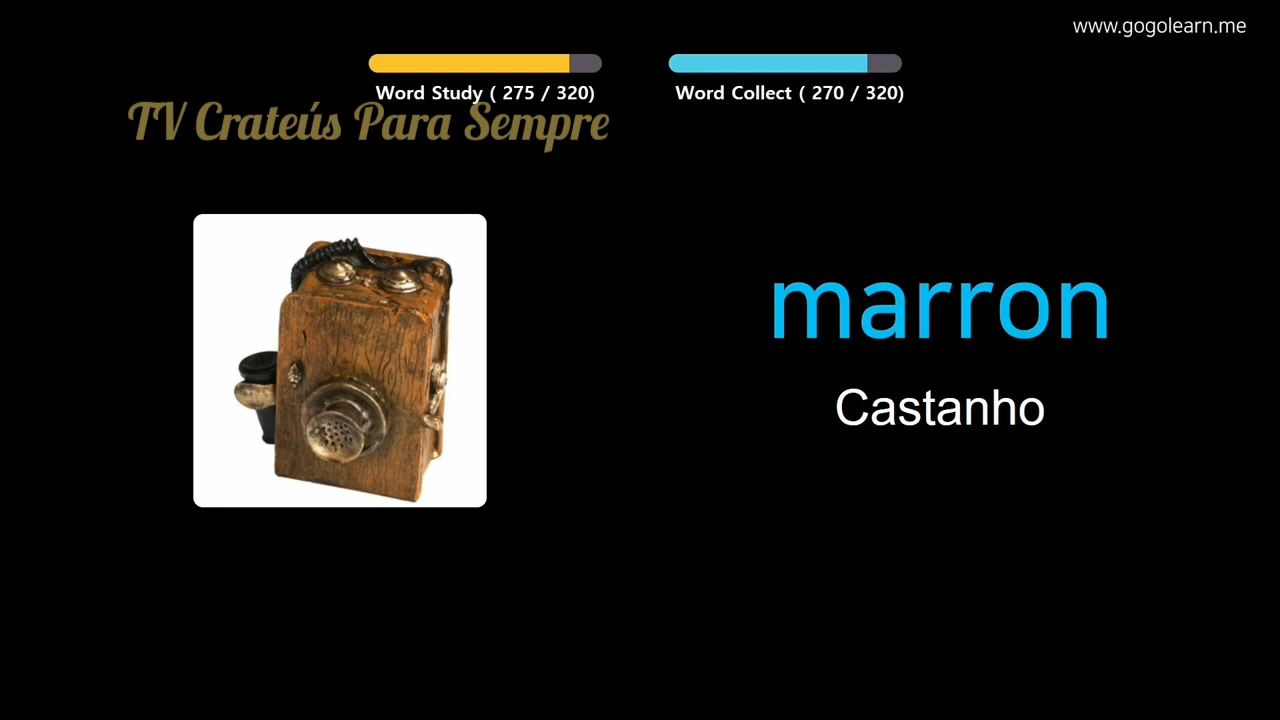 www.gogolearn.me
Word Study ( 275 / 320)
Word Collect ( 270 / 320)
TV Crateús Para Sempre
marron
Castanho